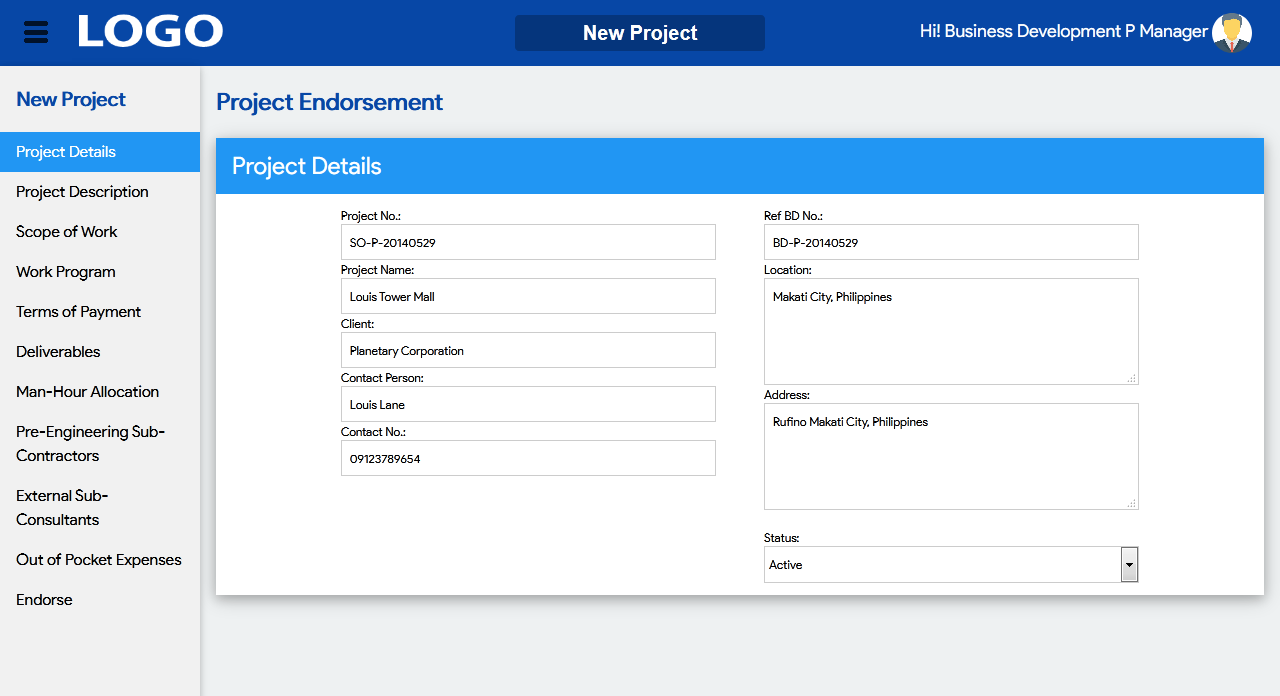 LOGO
New Project
Hi! Business Development P Manager
New Project
Project Details
Project Description
Scope of Work
Work Program
Terms of Payment
Deliverables
Man-Hour Allocation
Pre-Engineering Sub-
Contractors
External Sub-
Consultants
Out of Pocket Expenses
Endorse
Project Endorsement
Project Details
Project No.:
SO-P-20140529
Project Name:
Louis Tower Mall
Client:
Planetary Corporation
Contact Person:
Louis Lane
Contact No.:
09123789654
Ref BD No.:
BD-P-20140529
Location:
Makati City, Philippines
Address:
Rufino Makati City, Philippines
Status:
Active